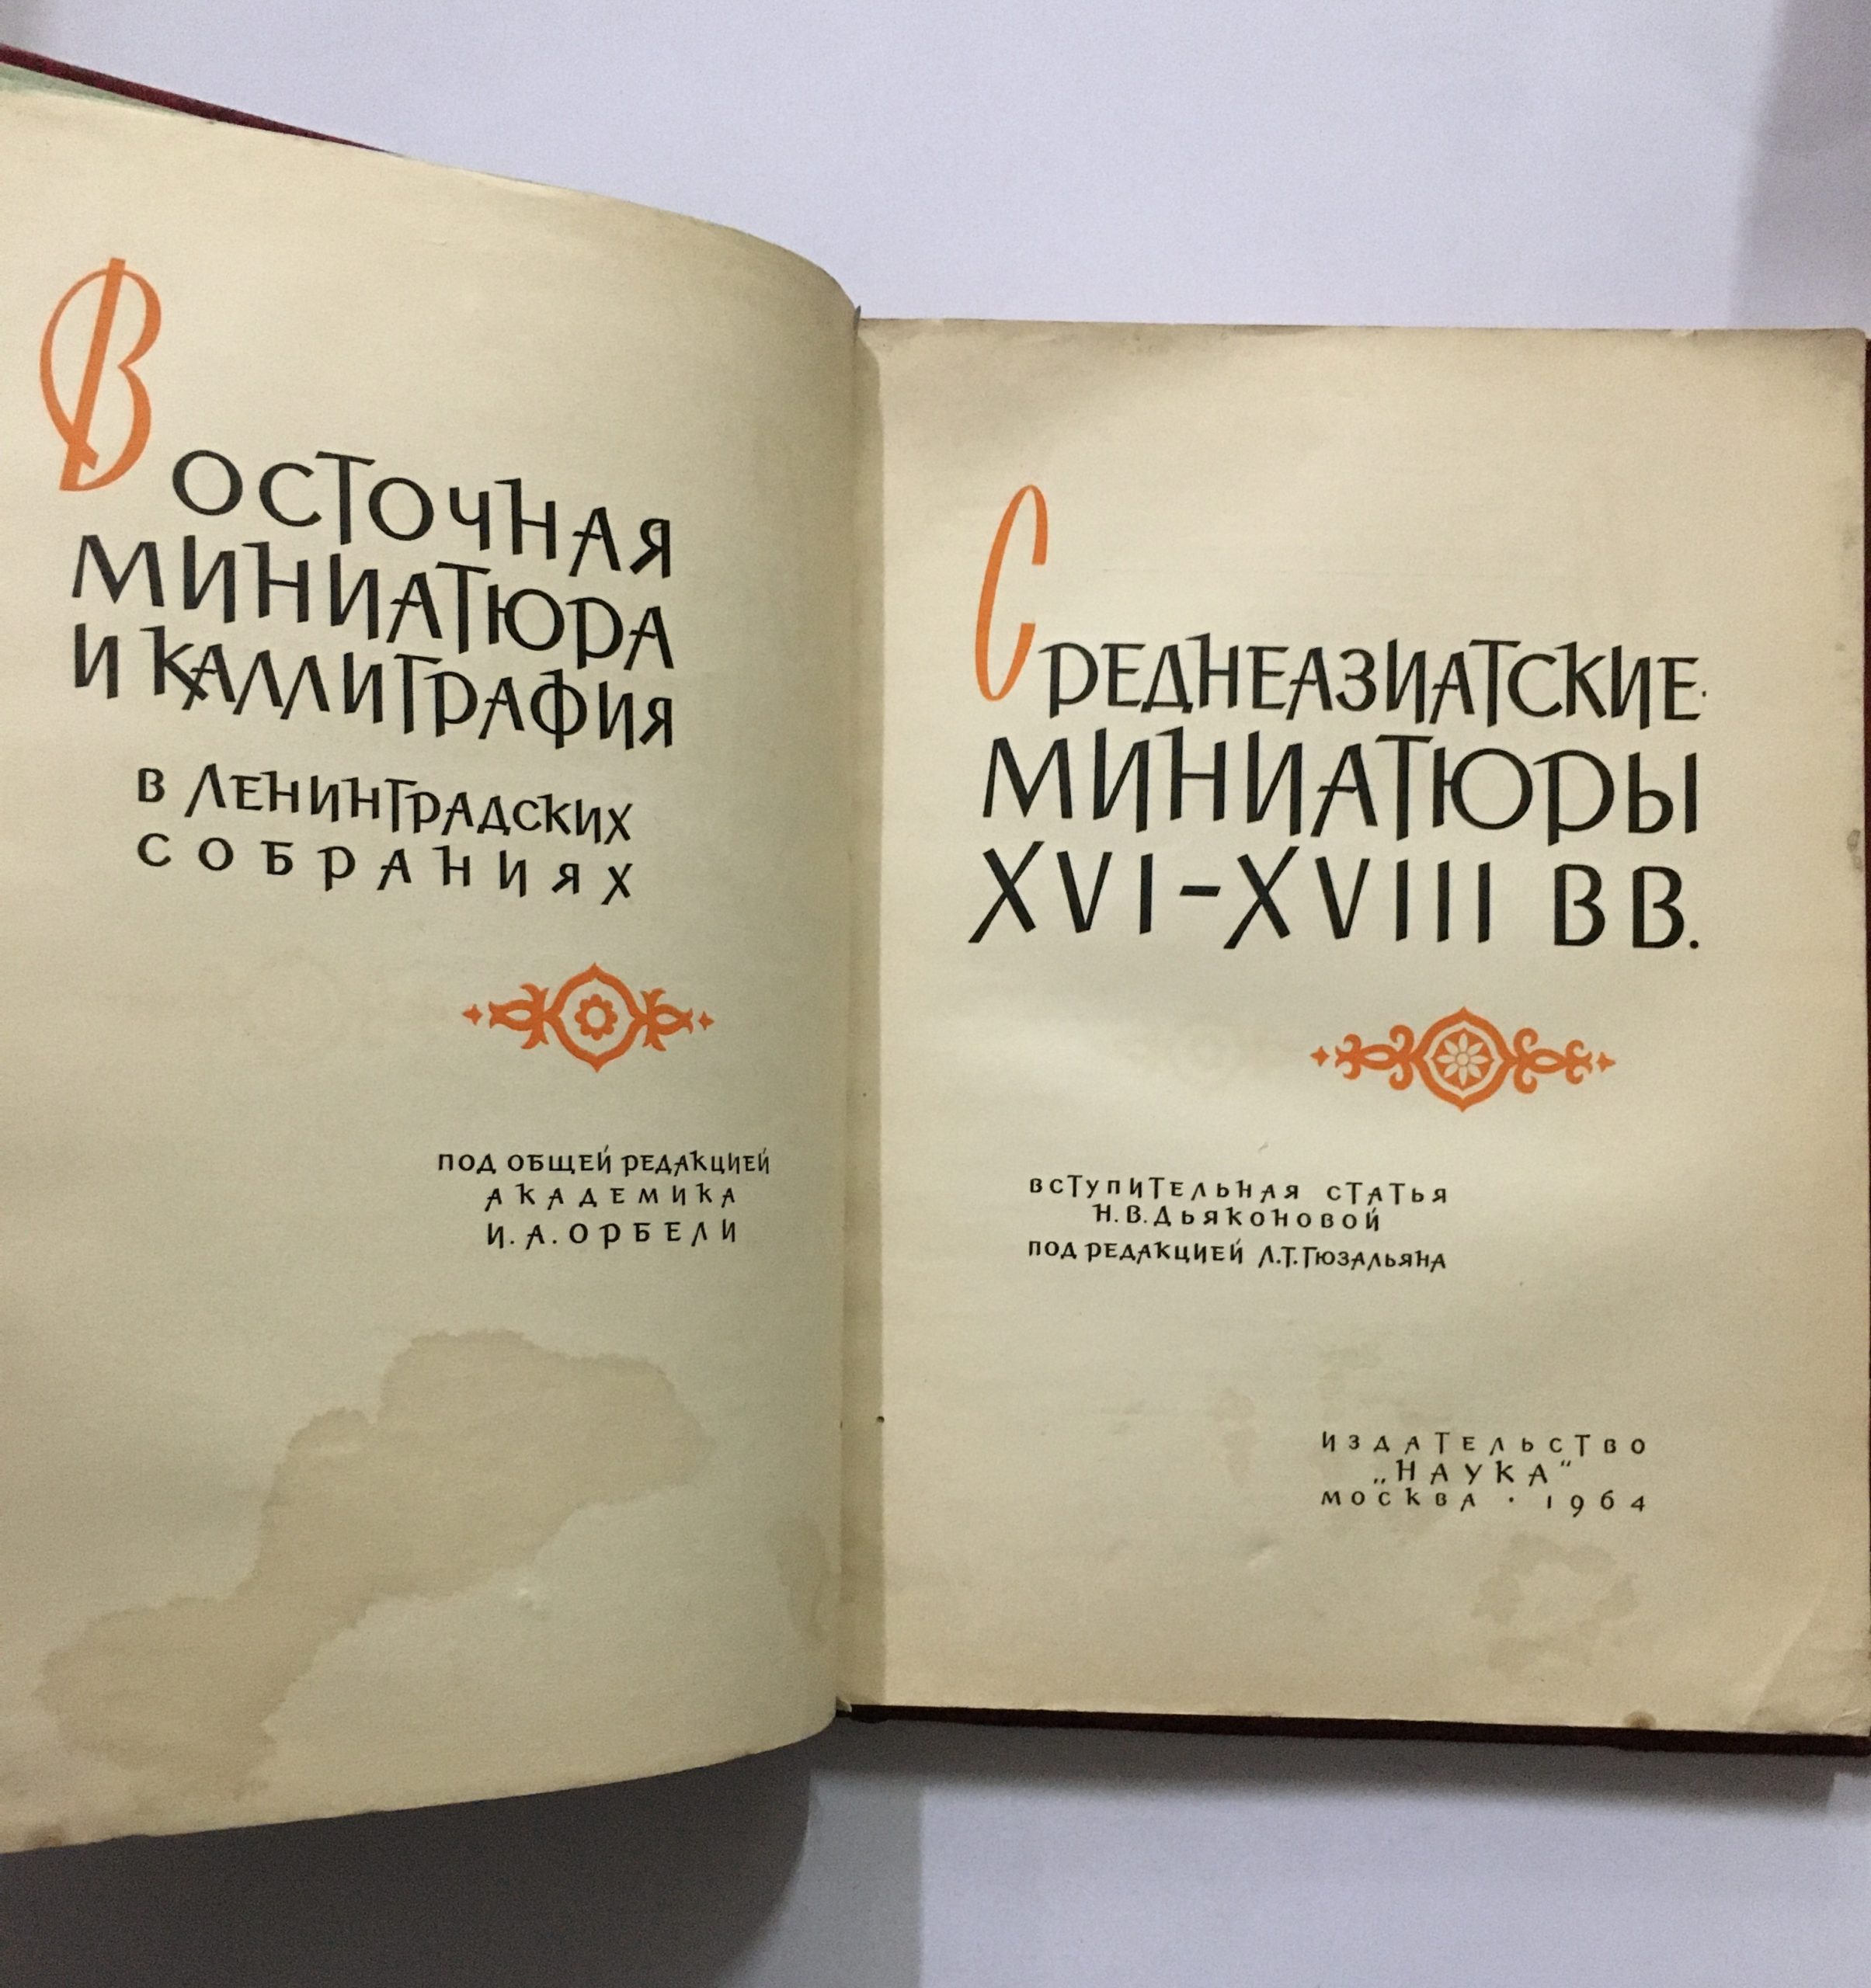 ВОСТОЧНАЯ
МИНИАТЮРА
И КАЛЛИГРАФИЯ
В ЛЕНИНГРАДСКИХ
СОБРАНИЯХ
ПОД ОБЩЕЙ РЕДАКЦИЕЙ
АКАДЕМИКА
И. А. ОРБЕЛИ
СРЕДНЕАЗИАТСКИЕ
МИНИАТЮРЫ
XVI–XVIII ВВ.
ВСТУПИТЕЛЬНАЯ СТАТЬЯ
Н. В. ДЬЯКОНОВОЙ
ПОД РЕДАКЦИЕЙ Л.Т.ГЮЗАЛЬЯНА
ИЗДАТЕЛЬСТВО
„НАУКА“
МОСКВА · 1964